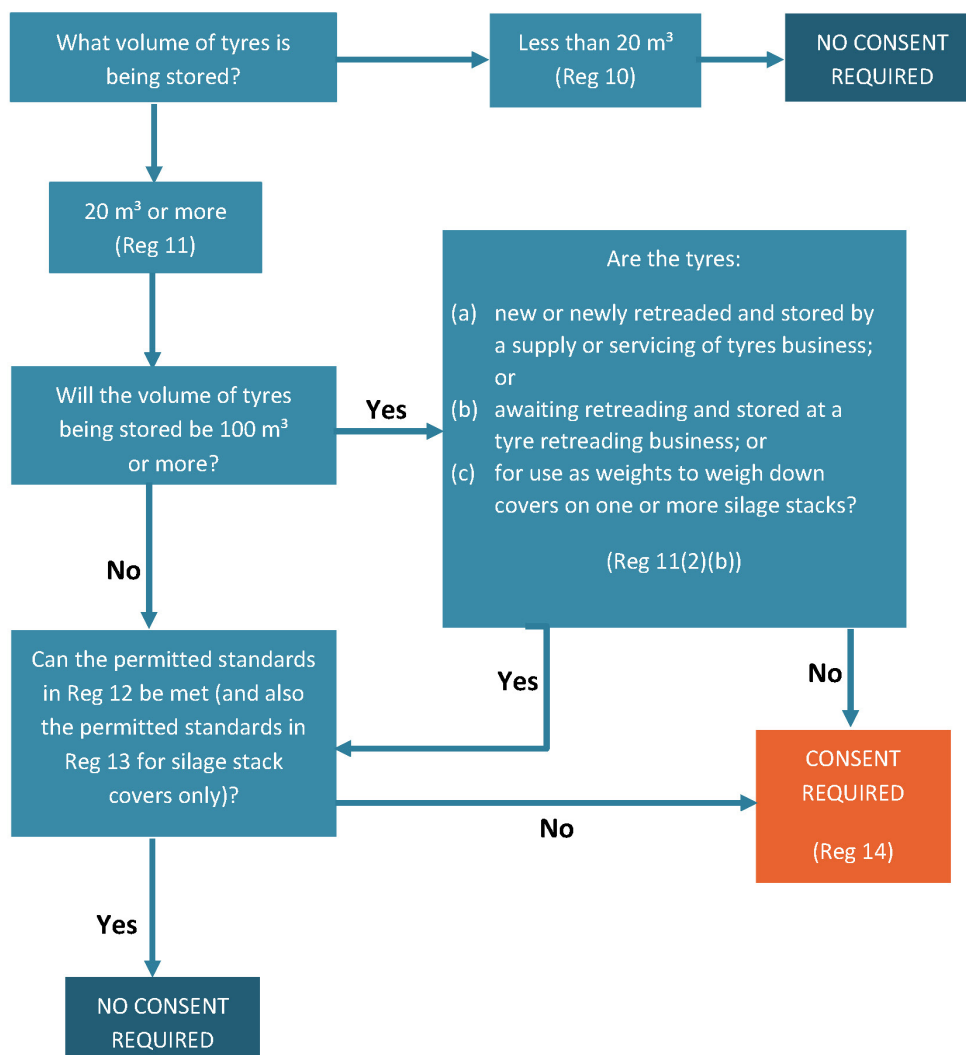 What volume of tyres is
being stored?
Less than 20 m³
(Reg 10)
NO CONSENT
REQUIRED
20 m³ or more
(Reg 11)
Will the volume of tyres
being stored be 100 m³
or more?
Yes
Are the tyres:
(a) new or newly retreaded and stored by
a supply or servicing of tyres business;
or
(b) awaiting retreading and stored at a
tyre retreading business; or
(c) for use as weights to weigh down
covers on one or more silage stacks?
(Reg 11(2)(b))
No
Yes
No
Can the permitted standards
in Reg 12 be met (and also
the permitted standards in
Reg 13 for silage stack
covers only)?
No
CONSENT
REQUIRED
(Reg 14)
Yes
NO CONSENT
REQUIRED